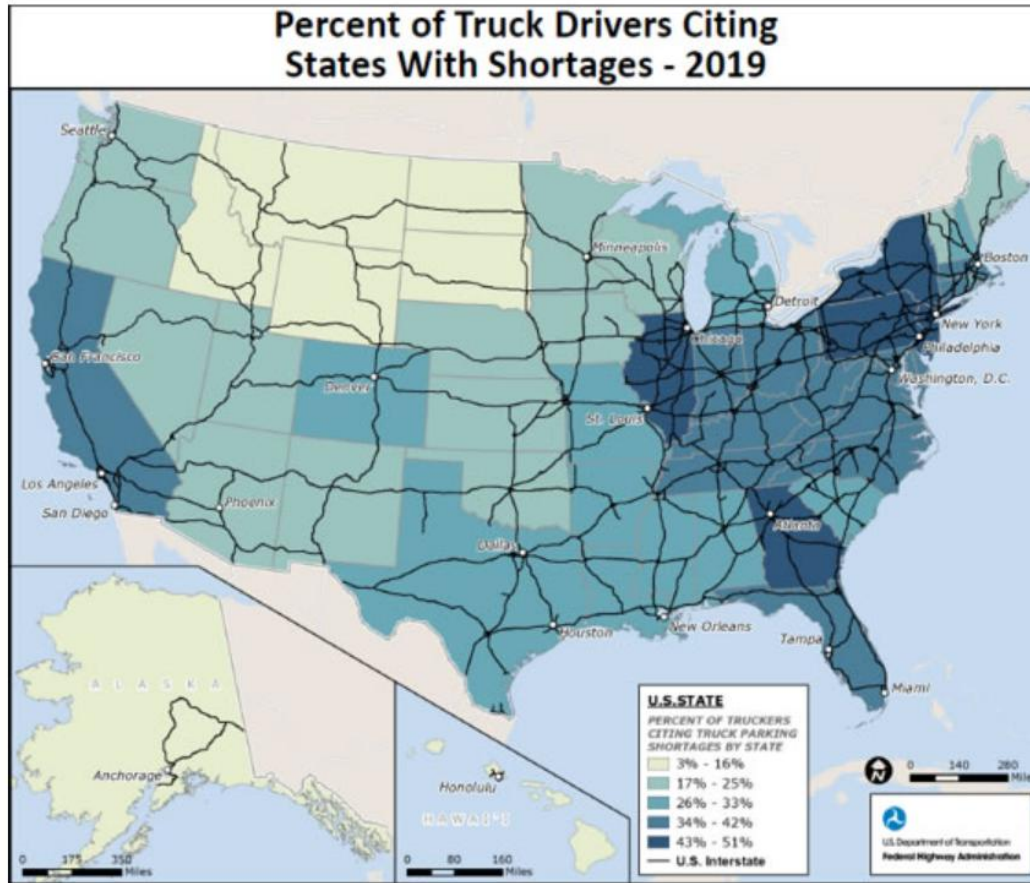 Percent of Truck Drivers Citing
States With Shortages - 2019
Seattle
Minneapolis
Boston
Detroit
New York
Chicago
Philadelphia
San Francisco
Denver
Washington, D.C.
St. Louis
Los Angeles
Phoenix
San Diego
Atlanta
Dallas
Houston
New Orleans
Tampa
Miami
ALASKA
Anchorage
0 175 350
Miles
Honolulu
HAWAI'I
0 80 160
Miles
U.S.STATE
PERCENT OF TRUCKERS
CITING TRUCK PARKING
SHORTAGES BY STATE
3% - 16%
17% - 25%
26% - 33%
34% - 42%
43% - 51%
U.S. Interstate
N
0 140 280
Miles
U.S. Department of Transportation
Federal Highway Administration